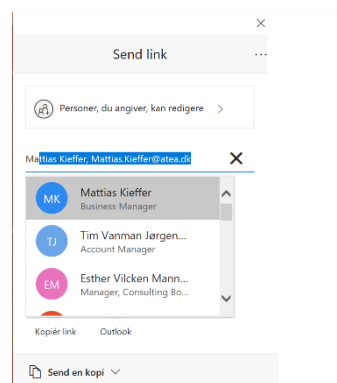 Send link
...
Personer, du angiver, kan redigere
Mattias Kieffer, Mattias.Kieffer@atea.dk
MK
Mattias Kieffer
Business Manager
TJ
Tim Vanman Jørgen...
Account Manager
EM
Esther Vilcken Mann...
Manager, Consulting Bo...
Kopiér link
Outlook
Send en kopi